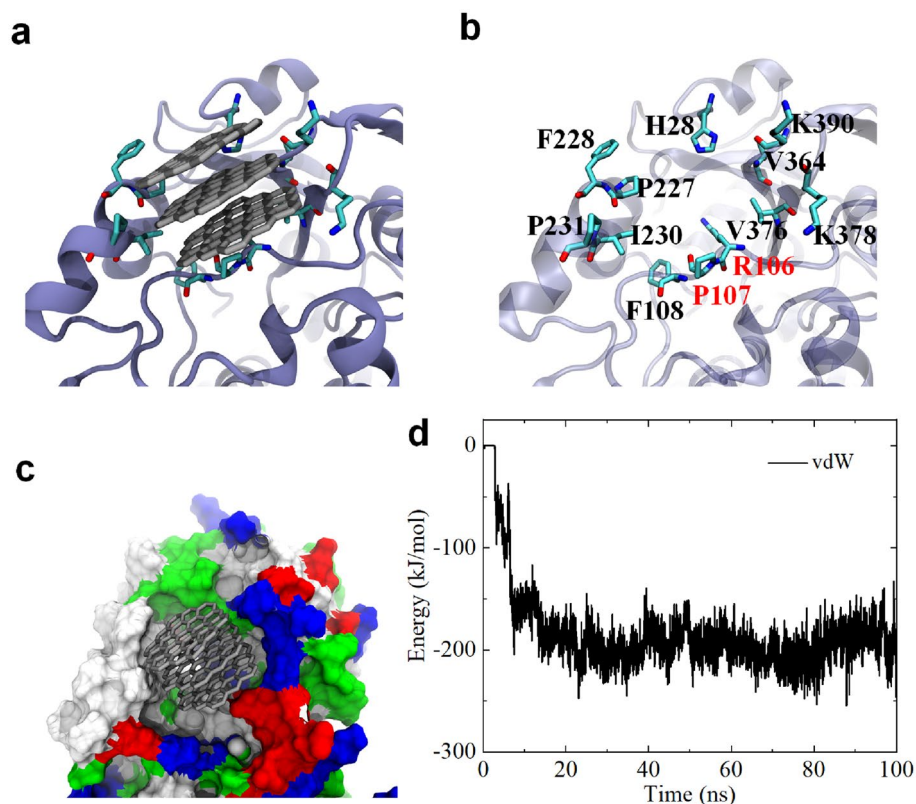 a
b
H28
K390
F228
V364
P227
P231
I230
V376
K378
R106
P107
F108
c
d
0
-100
-200
-300
Energy (kJ/mol)
vdW
0 20 40 60 80 100
Time (ns)